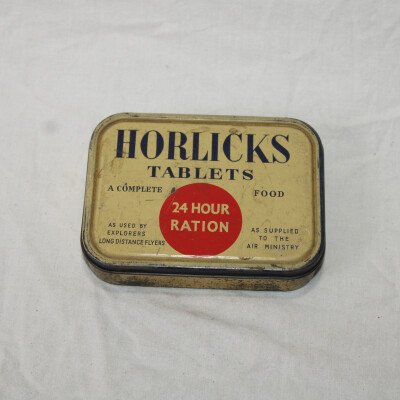 HORLICKS
TABLETS
A COMPLETE FOOD
24 HOUR
RATION
AS USED BY
EXPLORERS
LONG DISTANCE FLYERS
AS SUPPLIED
TO THE
AIR MINISTRY